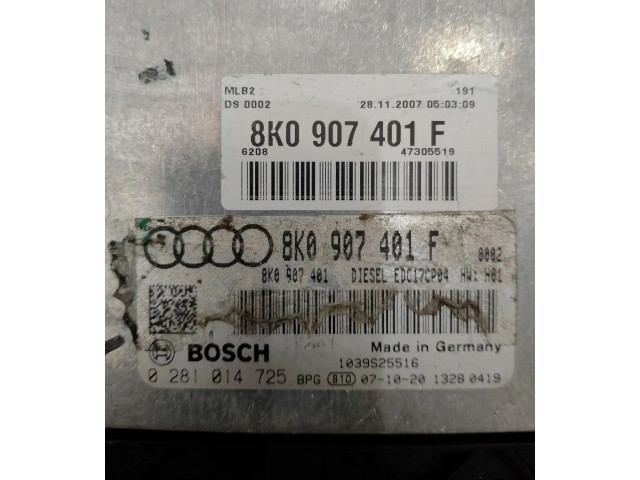 MLB2 191
DS 0002 28.11.2007 05:03:09
8K0 907 401 F
6208 47305519
8K0 907 401 F 0002
8K0 907 401 DIESEL EDC17CP04 HW: H01
BOSCH Made in Germany
1039S25516
0 281 014 725 BPG 810 07-10-20 1328 0419